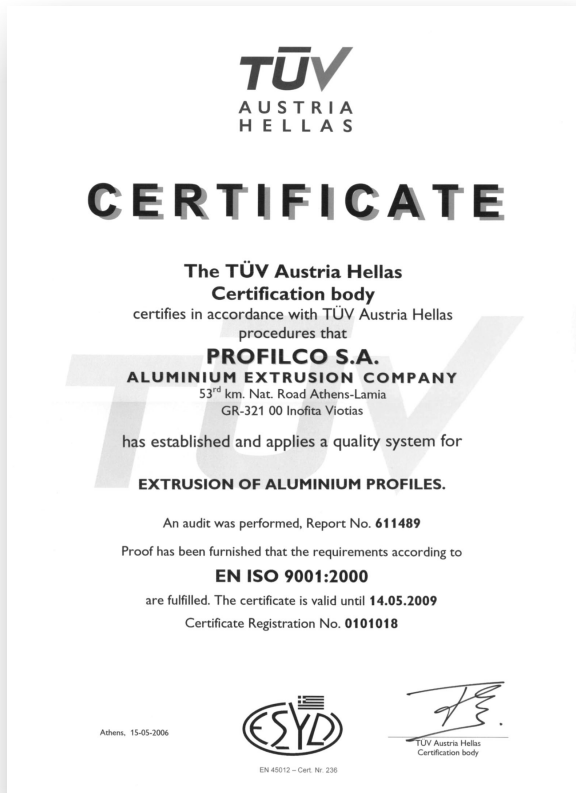 TÜV
AUSTRIA
HELLAS
CERTIFICATE
The TÜV Austria Hellas
Certification body
certifies in accordance with TÜV Austria Hellas
procedures that
PROFILCO S.A.
ALUMINIUM EXTRUSION COMPANY
53rd km. Nat. Road Athens-Lamia
GR-321 00 Inofita Viotias
has established and applies a quality system for
EXTRUSION OF ALUMINIUM PROFILES.
An audit was performed, Report No. 611489
Proof has been furnished that the requirements according to
EN ISO 9001:2000
are fulfilled. The certificate is valid until 14.05.2009
Certificate Registration No. 0101018
Athens, 15-05-2006
ESYD
EN 45012 – Cert. Nr. 236
TÜV Austria Hellas
Certification body
TÜV